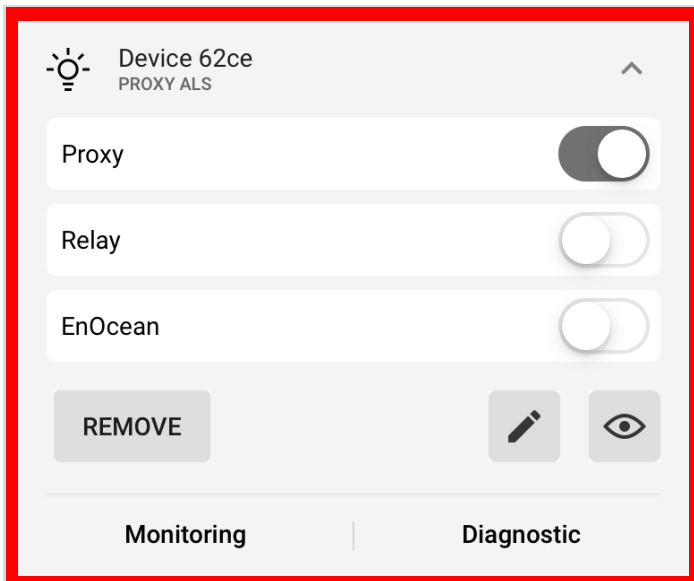 Device 62ce
PROXY ALS
Proxy
Relay
EnOcean
REMOVE
Monitoring
Diagnostic